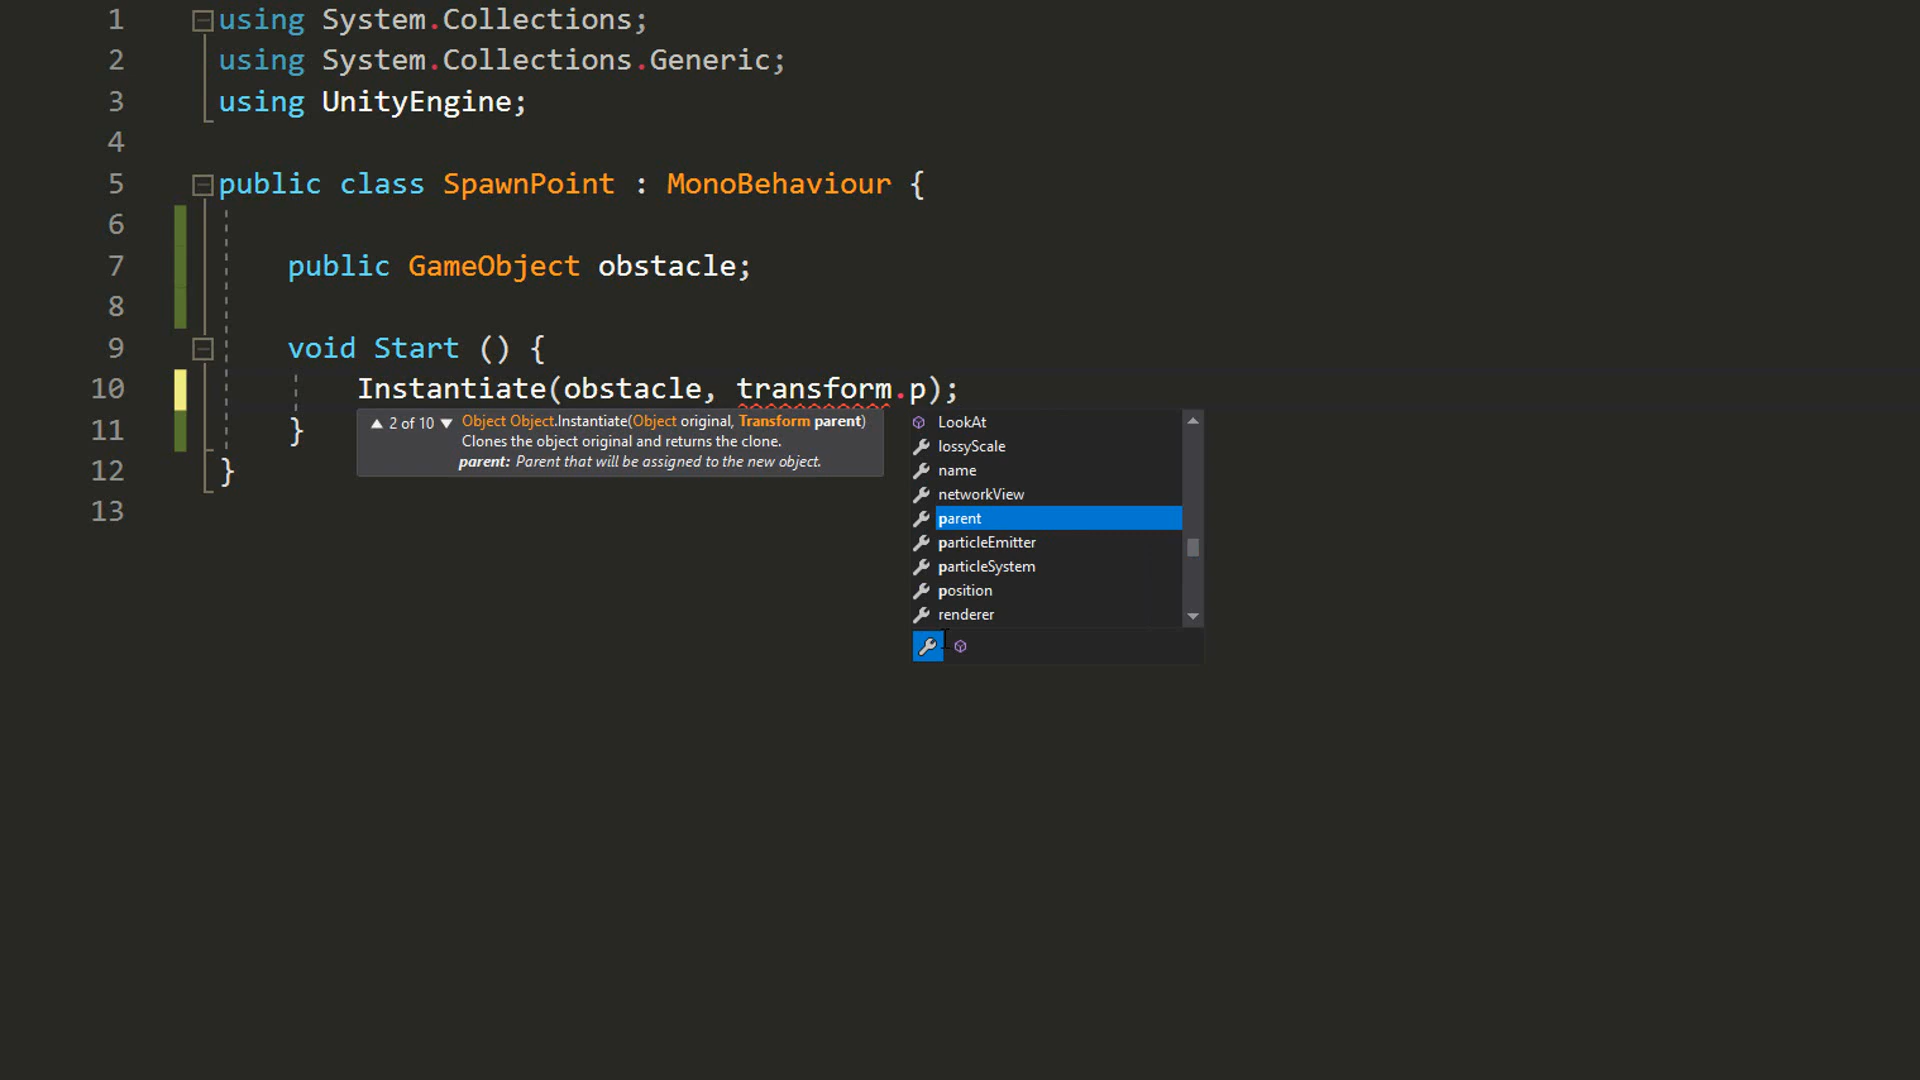 1 using System.Collections;
2 using System.Collections.Generic;
3 using UnityEngine;
4
5 public class SpawnPoint : MonoBehaviour {
6
7 public GameObject obstacle;
8
9 void Start () {
10 Instantiate(obstacle, transform.p);
11 }
12 }
13
2 of 10 Object Object.Instantiate(Object original, Transform parent)
Clones the object original and returns the clone.
parent: Parent that will be assigned to the new object.
LookAt
lossyScale
name
networkView
parent
particleEmitter
particleSystem
position
renderer